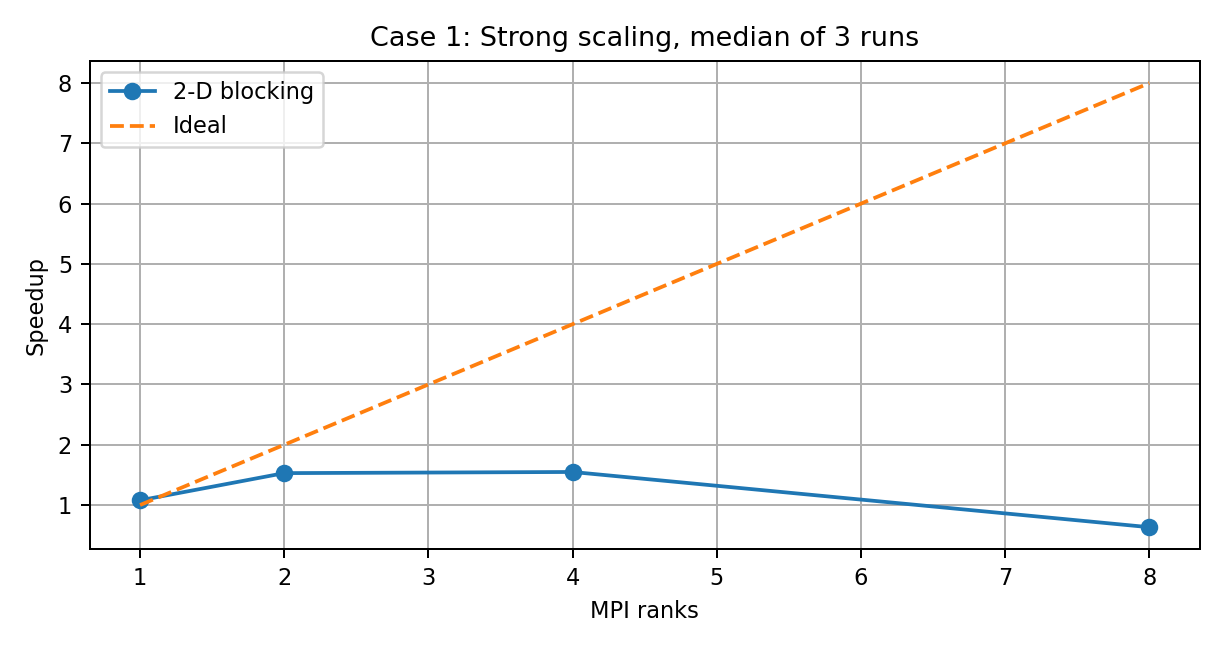 Case 1: Strong scaling, median of 3 runs
2-D blocking
Ideal
8
7
6
5
4
3
2
1
Speedup
1 2 3 4 5 6 7 8
MPI ranks